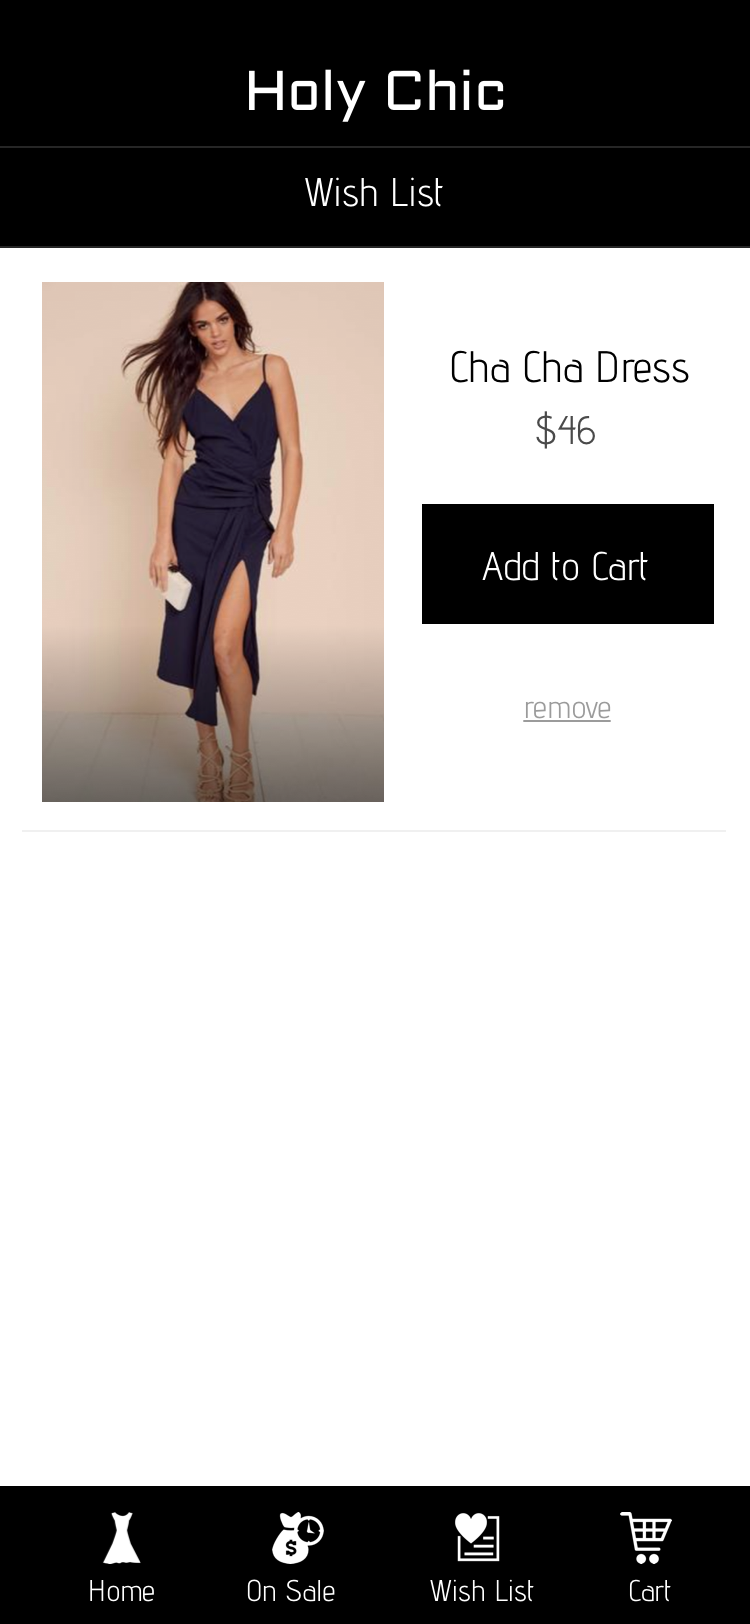 Holy Chic
Wish List
Cha Cha Dress
$46
Add to Cart
remove
$
Home
On Sale
Wish List
Cart